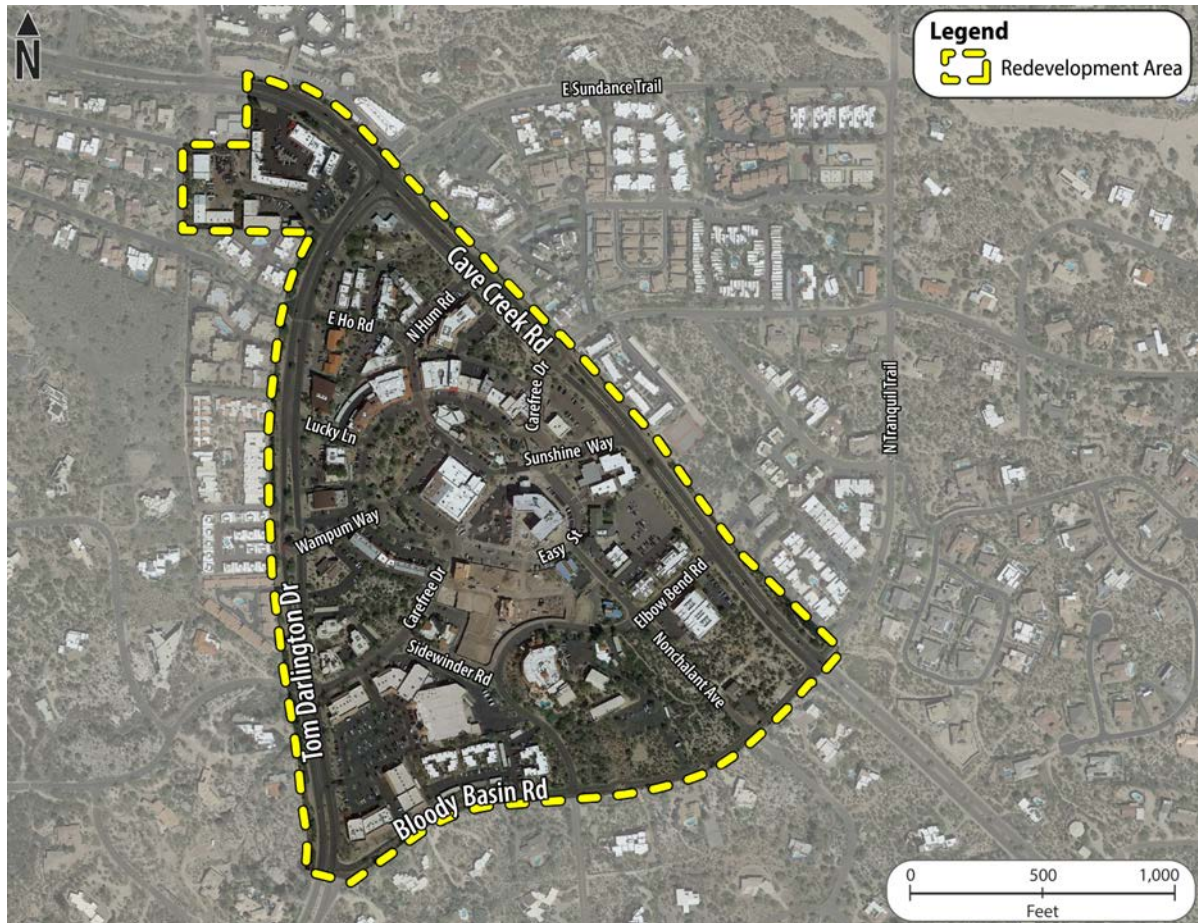 N
Legend
Redevelopment Area
E Sundance Trail
Cave Creek Rd
E Ho Rd
N Hum Rd
Carefree Dr
N Tranquil Trail
Lucky Ln
Sunshine Way
Wampum Way
Easy St
Carefree Dr
Elbow Bend Rd
Tom Darlington Dr
Sidewinder Rd
Nonchalant Ave
Bloody Basin Rd
0 500 1,000
Feet